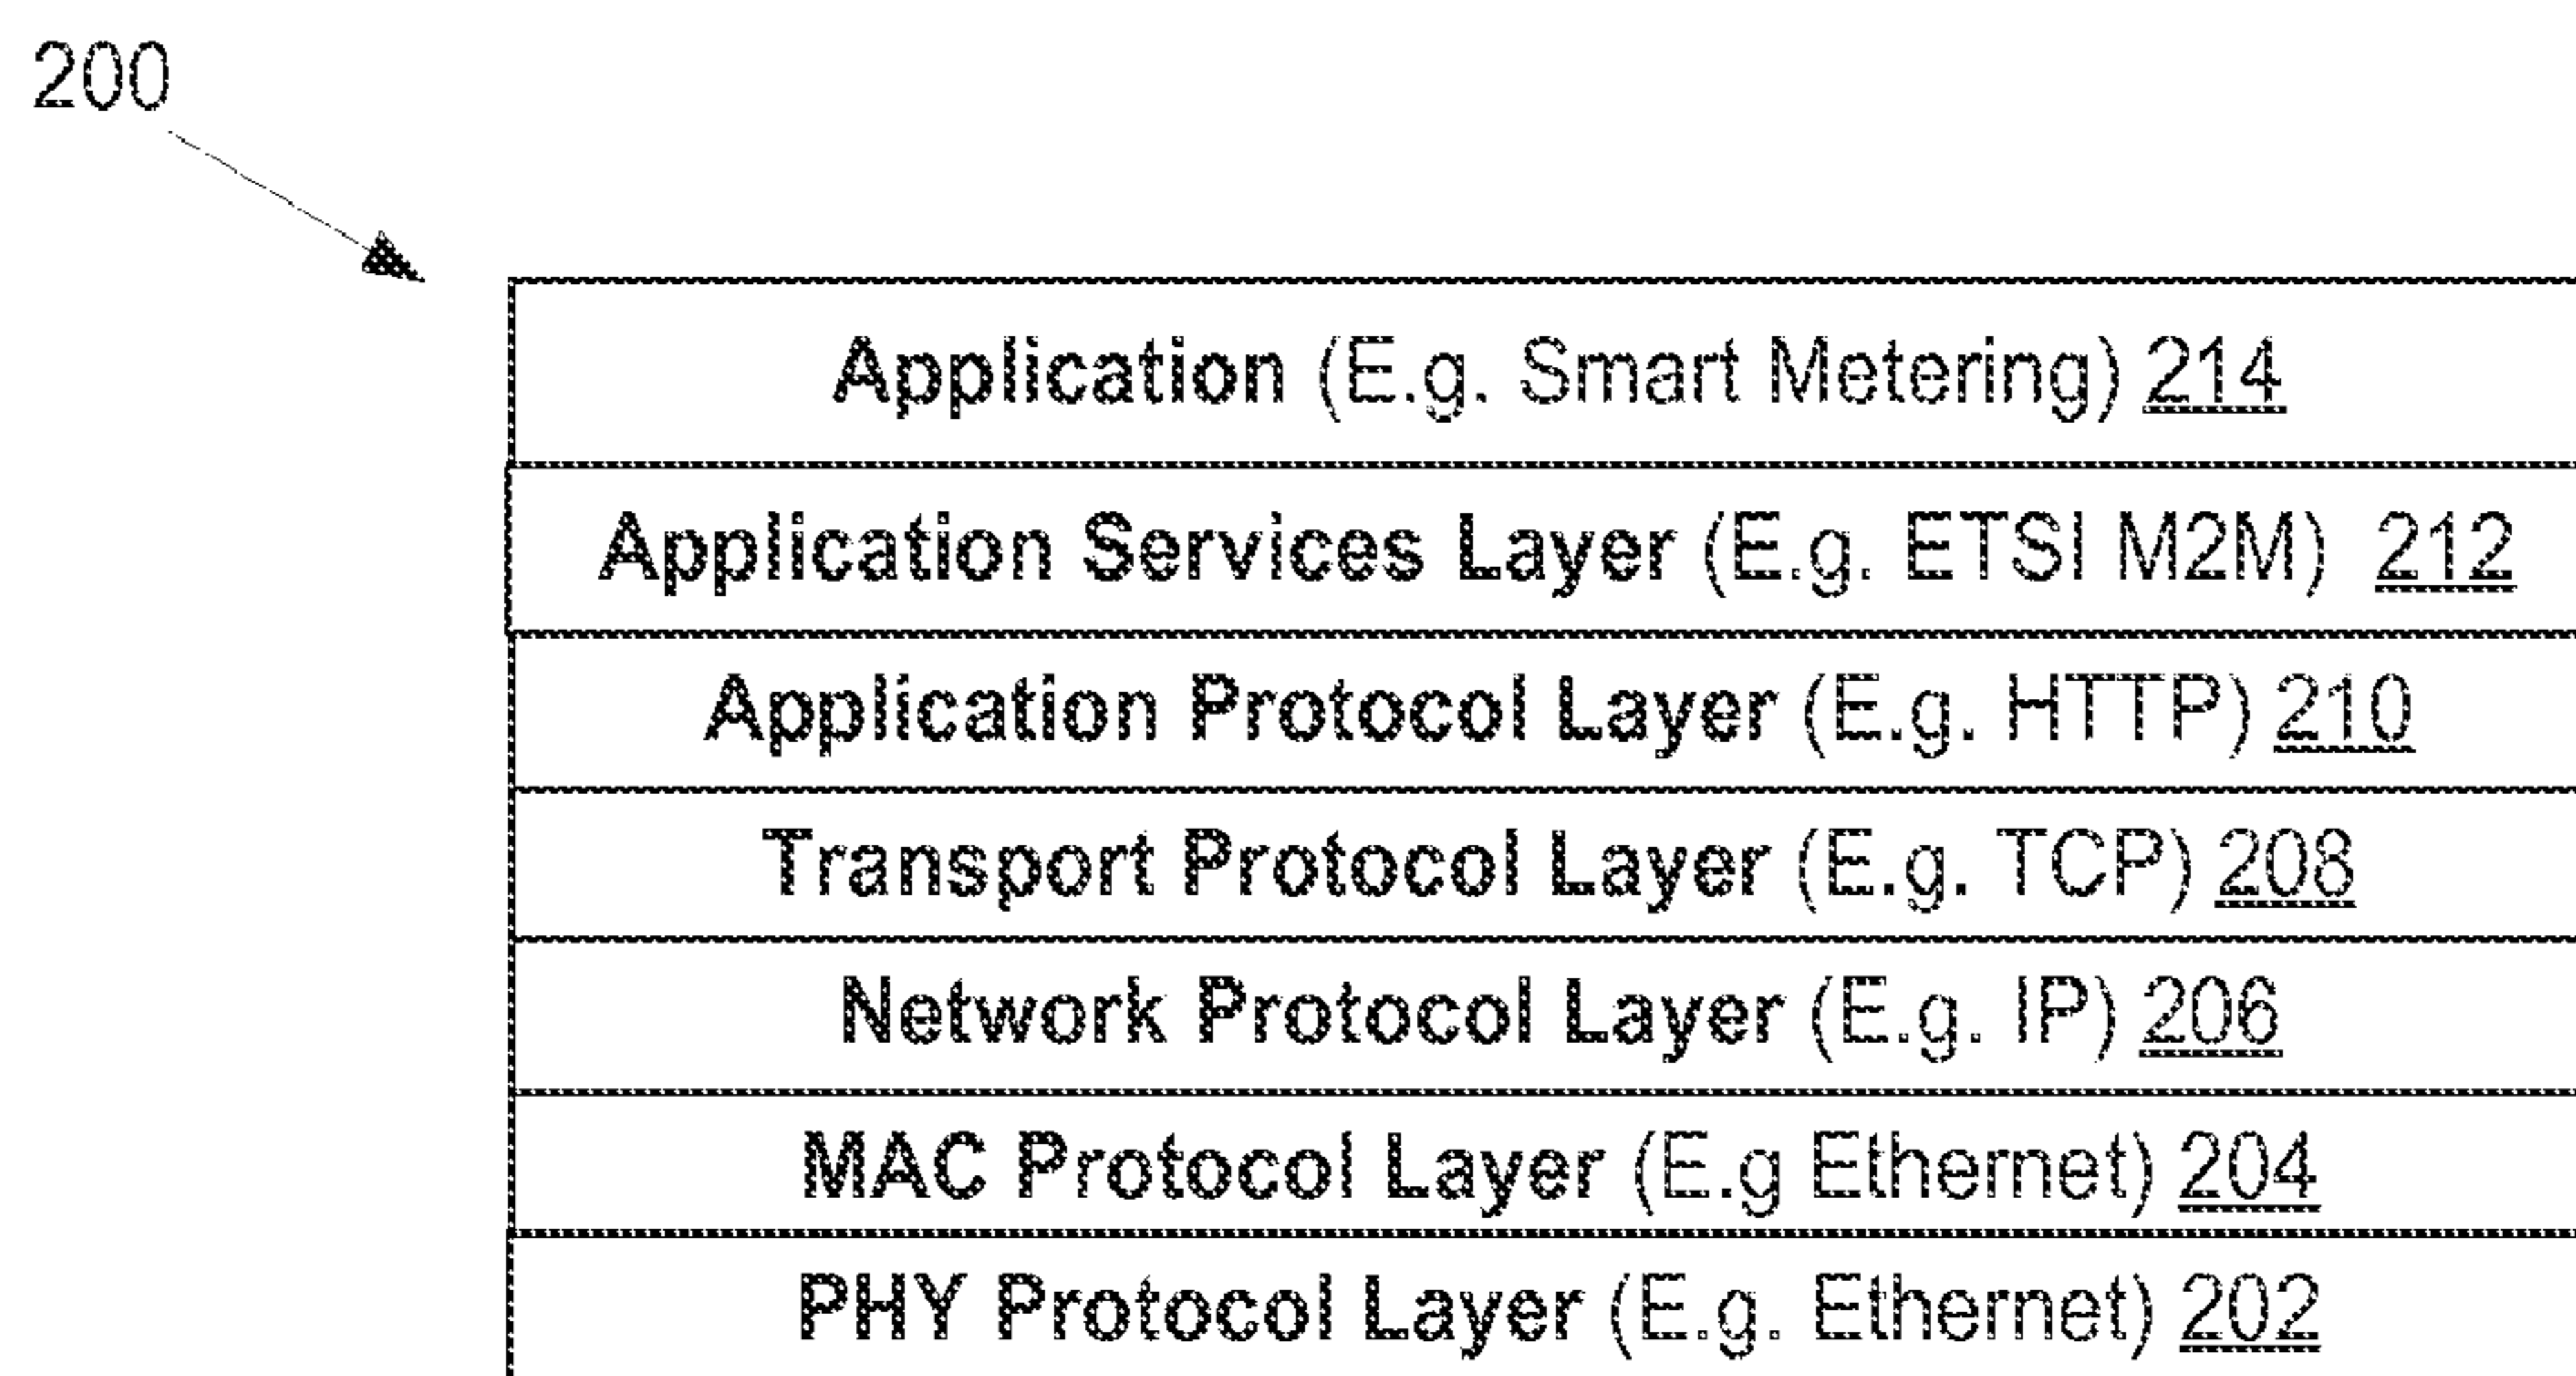 200
Application (E.g. Smart Metering) 214
Application Services Layer (E.g. ETSI M2M) 212
Application Protocol Layer (E.g. HTTP) 210
Transport Protocol Layer (E.g. TCP) 208
Network Protocol Layer (E.g. IP) 206
MAC Protocol Layer (E.g Ethernet) 204
PHY Protocol Layer (E.g. Ethernet) 202